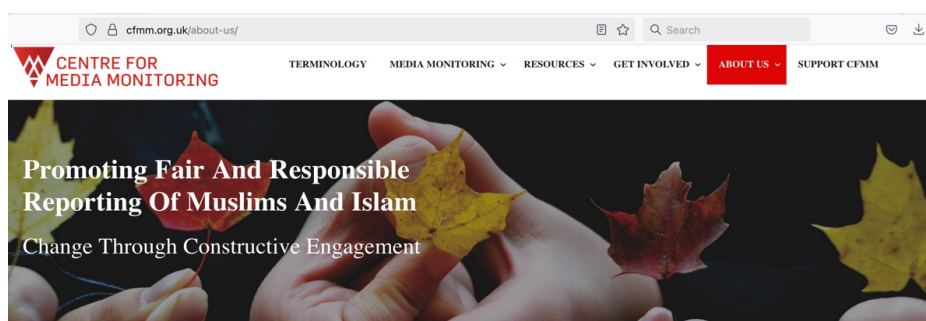 cfmm.org.uk/about-us/
Search
CENTRE FOR
MEDIA MONITORING
TERMINOLOGY
MEDIA MONITORING
RESOURCES
GET INVOLVED
ABOUT US
SUPPORT CFMM
Promoting Fair And Responsible
Reporting Of Muslims And Islam
Change Through Constructive Engagement